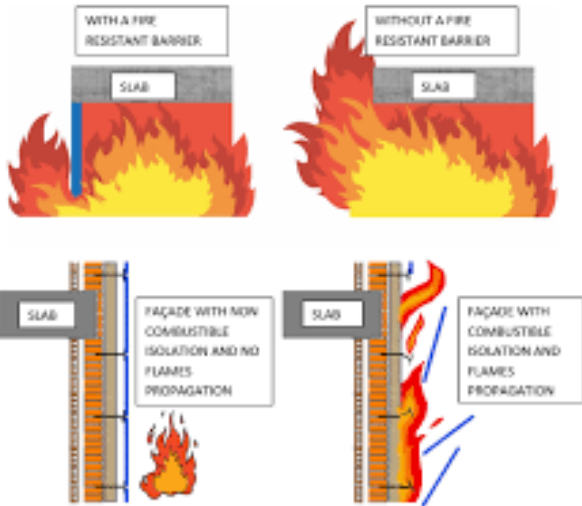 WITH A FIRE
RESISTANT BARRIER
WITHOUT A FIRE
RESISTANT BARRIER
SLAB
SLAB
SLAB
FAÇADE WITH NON
COMBUSTIBLE
ISOLATION AND NO
FLAMES
PROPAGATION
SLAB
FAÇADE WITH
COMBUSTIBLE
ISOLATION AND
FLAMES
PROPAGATION